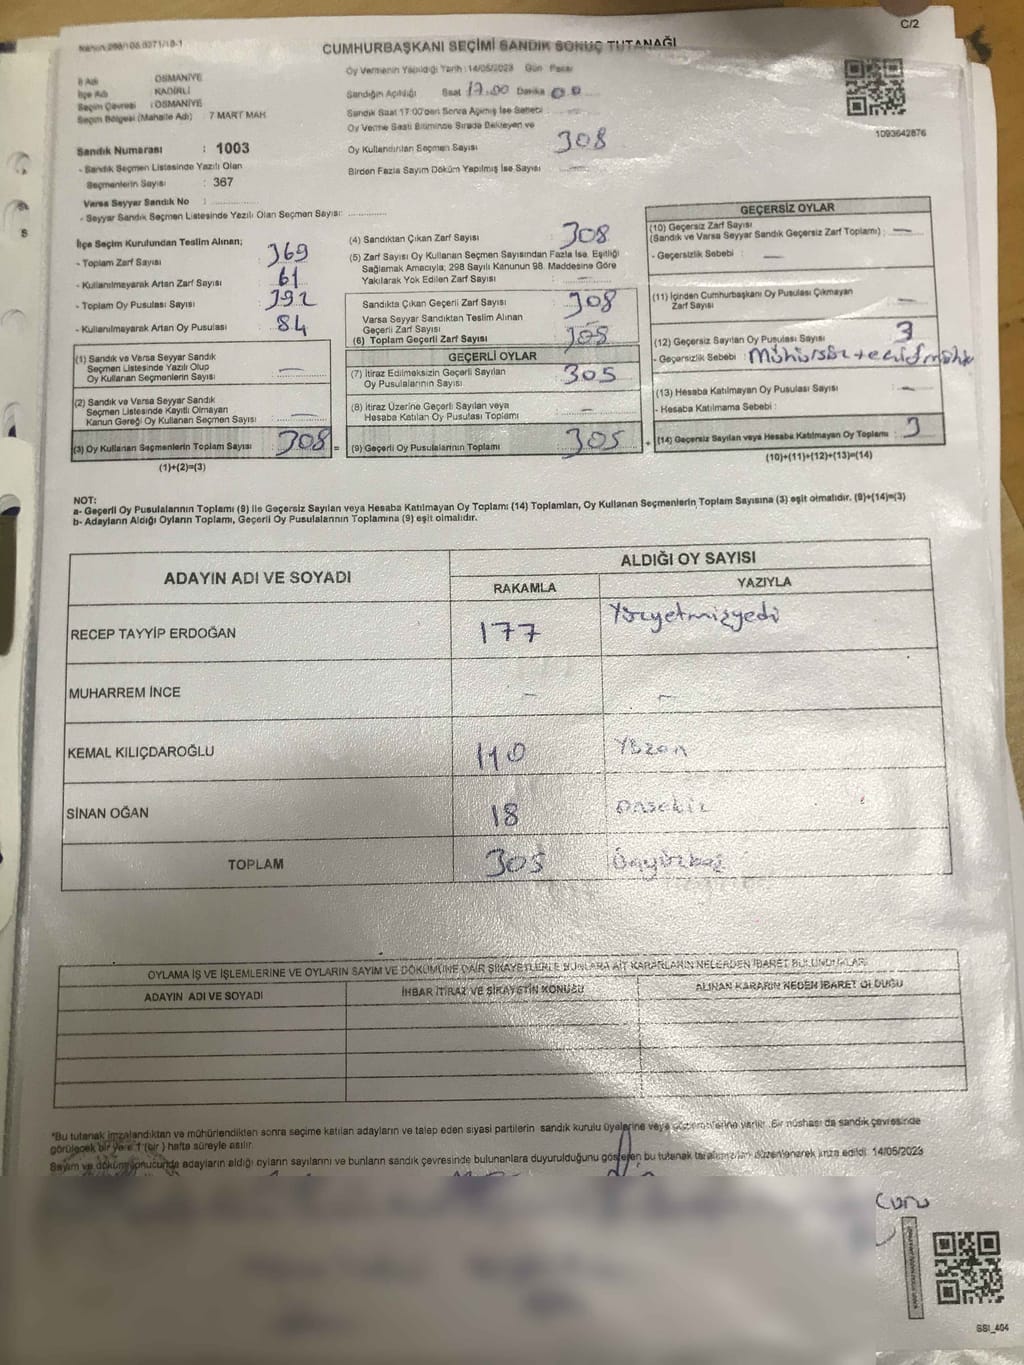 C/2
CUMHURBAŞKANI SEÇİMİ SANDIK SONUÇ TUTANAĞI
İl Adı OSMANİYE
İlçe Adı KADİRLİ
Seçim Çevresi : OSMANİYE
Seçim Bölgesi (Mahalle Adı) : 7 MART MAH
Sandık Numarası : 1003
- Sandık Seçmen Listesinde Yazılı Olan
Seçmenlerin Sayısı : 367
Varsa Seyyar Sandık No :
- Seyyar Sandık Seçmen Listesinde Yazılı Olan Seçmen Sayısı:
Oy Vermenin Yapıldığı Tarih : 14/05/2023 Gün Pazar
Sandığın Açıldığı Saat 17.00 Dakika 00
Sandık Saat 17:00'den Sonra Açılmış İse Sebebi :
Oy Verme Saati Bitiminde Sırada Bekleyen ve
Oy Kullandırılan Seçmen Sayısı 308
Birden Fazla Sayım Döküm Yapılmış İse Sayısı —
1093642876
İlçe Seçim Kurulundan Teslim Alınan;
- Toplam Zarf Sayısı : 369
- Kullanılmayarak Artan Zarf Sayısı : 61
- Toplam Oy Pusulası Sayısı : 392
- Kullanılmayarak Artan Oy Pusulası : 84
(1) Sandık ve Varsa Seyyar Sandık
Seçmen Listesinde Yazılı Olup
Oy Kullanan Seçmenlerin Sayısı : —
(2) Sandık ve Varsa Seyyar Sandık
Seçmen Listesinde Kayıtlı Olmayan
Kanun Gereği Oy Kullanan Seçmen Sayısı : —
(3) Oy Kullanan Seçmenlerin Toplam Sayısı : 308 =
(1)+(2)=(3)
(4) Sandıktan Çıkan Zarf Sayısı : 308
(5) Zarf Sayısı Oy Kullanan Seçmen Sayısından Fazla İse, Eşitliği
Sağlamak Amacıyla; 298 Sayılı Kanunun 98. Maddesine Göre
Yakılarak Yok Edilen Zarf Sayısı : —
Sandıkta Çıkan Geçerli Zarf Sayısı : 308
Varsa Seyyar Sandıktan Teslim Alınan
Geçerli Zarf Sayısı
(6) Toplam Geçerli Zarf Sayısı : 308
GEÇERLİ OYLAR
(7) İtiraz Edilmeksizin Geçerli Sayılan
Oy Pusulalarının Sayısı : 305
(8) İtiraz Üzerine Geçerli Sayılan veya
Hesaba Katılan Oy Pusulası Toplamı : —
(9) Geçerli Oy Pusulalarının Toplamı : 305 +
GEÇERSİZ OYLAR
(10) Geçersiz Zarf Sayısı
(Sandık ve Varsa Seyyar Sandık Geçersiz Zarf Toplamı) : —
- Geçersizlik Sebebi : —
(11) İçinden Cumhurbaşkanı Oy Pusulası Çıkmayan
Zarf Sayısı : —
(12) Geçersiz Sayılan Oy Pusulası Sayısı : 3
- Geçersizlik Sebebi :
(13) Hesaba Katılmayan Oy Pusulası Sayısı : —
- Hesaba Katılmama Sebebi :
(14) Geçersiz Sayılan veya Hesaba Katılmayan Oy Toplamı : 3
(10)+(11)+(12)+(13)=(14)
NOT:
a- Geçerli Oy Pusulaları Toplamı (9) ile Geçersiz Sayılan veya Hesaba Katılmayan Oy Toplamı (14) Toplamları, Oy Kullanan Seçmenlerin Toplam Sayısına (3) eşit olmalıdır. (9)+(14)=(3)
b- Adayların Aldığı Oyların Toplamı, Geçerli Oy Pusulalarının Toplamına (9) eşit olmalıdır.
ADAYIN ADI VE SOYADI
ALDIĞI OY SAYISI
RAKAMLA YAZIYLA
RECEP TAYYİP ERDOĞAN 177 Yüzyetmişyedi
MUHARREM İNCE - -
KEMAL KILIÇDAROĞLU 110 Yüzon
SİNAN OĞAN 18 Onsekiz
TOPLAM 305 Üçyüzbeş
OYLAMA İŞ VE İŞLEMLERİNE VE OYLARIN SAYIM VE DÖKÜMÜNE DAİR ŞİKAYETLERLE BUNLARA AİT KARARLARIN NELERDEN İBARET BULUNDUKLARI
ADAYIN ADI VE SOYADI İHBAR İTİRAZ VE ŞİKAYETİN KONUSU ALINAN KARARIN NEDEN İBARET OLDUĞU
*Bu tutanak imzalandıktan ve mühürlendikten sonra seçime katılan adayların ve talep eden siyasi partilerin sandık kurulu üyelerine veya gözlemcilerine verilir. Bir nüshası da sandık çevresinde
görülecek bir yere 1 (bir) hafta süreyle asılır.
Sayım ve döküm sonucunda adayların aldığı oyların sayılarını ve bunların sandık çevresinde bulunanlara duyurulduğunu gösteren bu tutanak tarafımızdan düzenlenerek imza edildi. 14/05/2023
SSI_404